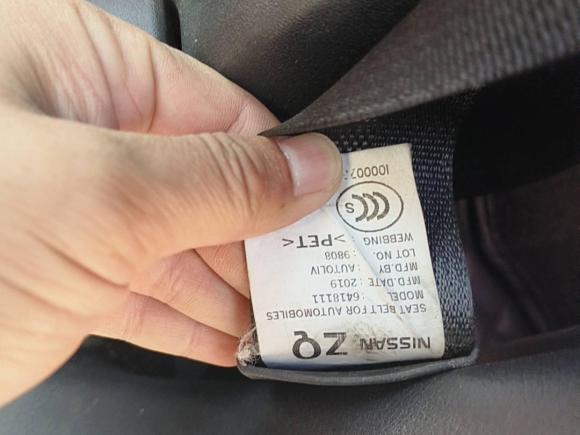 NISSAN ZQ
SEAT BELT FOR AUTOMOBILES
MODEL : 6418111
MFD.DATE : 2019
MFD.BY : AUTOLIV
LOT NO. : 9808
WEBBING : >PET<
CCC S